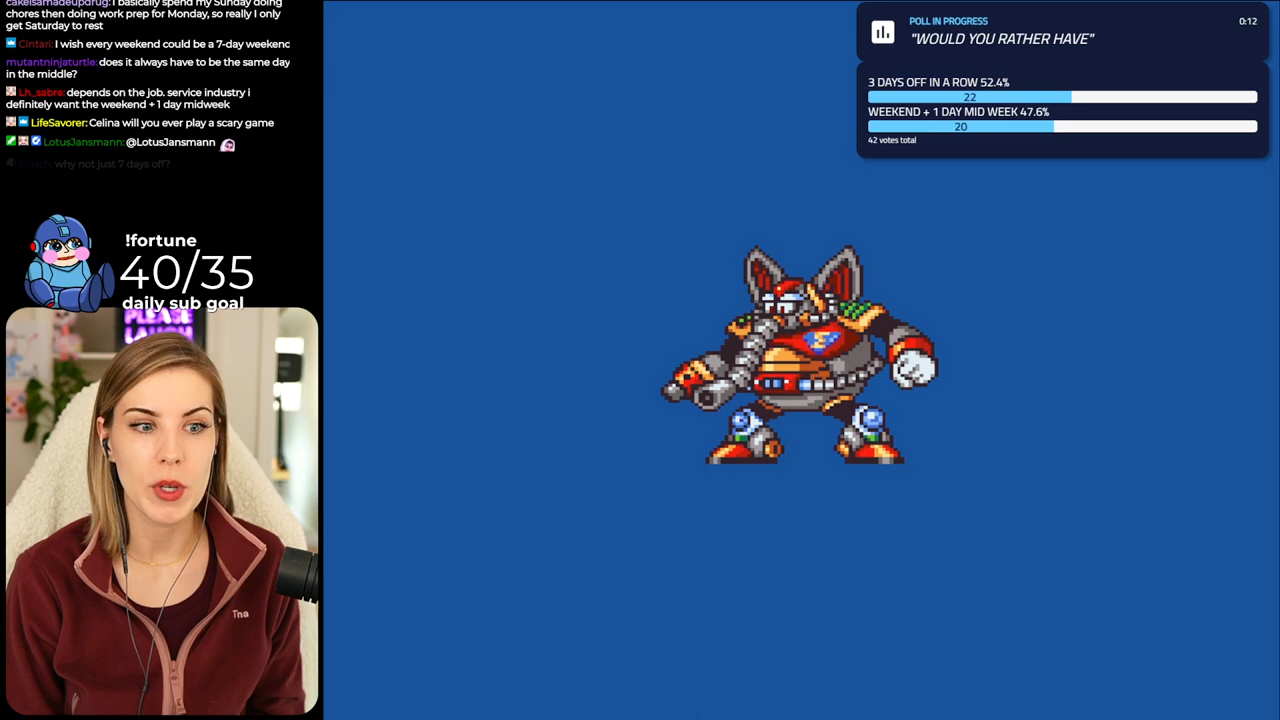 cakeisamadeupdrug: I basically spend my Sunday doing
chores then doing work prep for Monday, so really I only
get Saturday to rest
Cintari: I wish every weekend could be a 7-day weekend
mutantninjaturtle: does it always have to be the same day
in the middle?
Lh_sabre: depends on the job. service industry i
definitely want the weekend + 1 day midweek
LifeSavorer: Celina will you ever play a scary game
LotusJansmann: @LotusJansmann
why not just 7 days off?
!fortune
40/35
daily sub goal
PLEASE
LAUGH
Tna
POLL IN PROGRESS
0:12
"WOULD YOU RATHER HAVE"
3 DAYS OFF IN A ROW 52.4%
22
WEEKEND + 1 DAY MID WEEK 47.6%
20
42 votes total